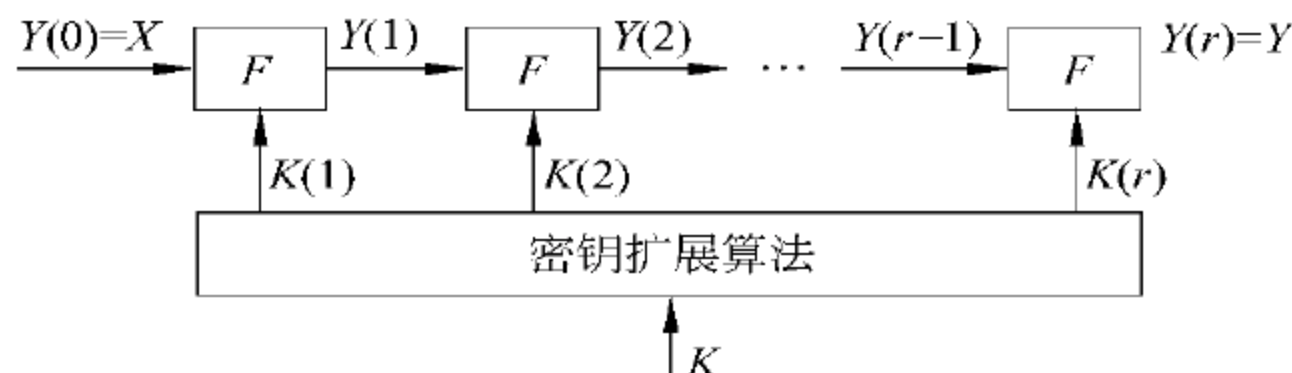 Y(0)=X Y(1) Y(2) Y(r−1) Y(r)=Y
F F ··· F
K(1) K(2) K(r)
密钥扩展算法
K